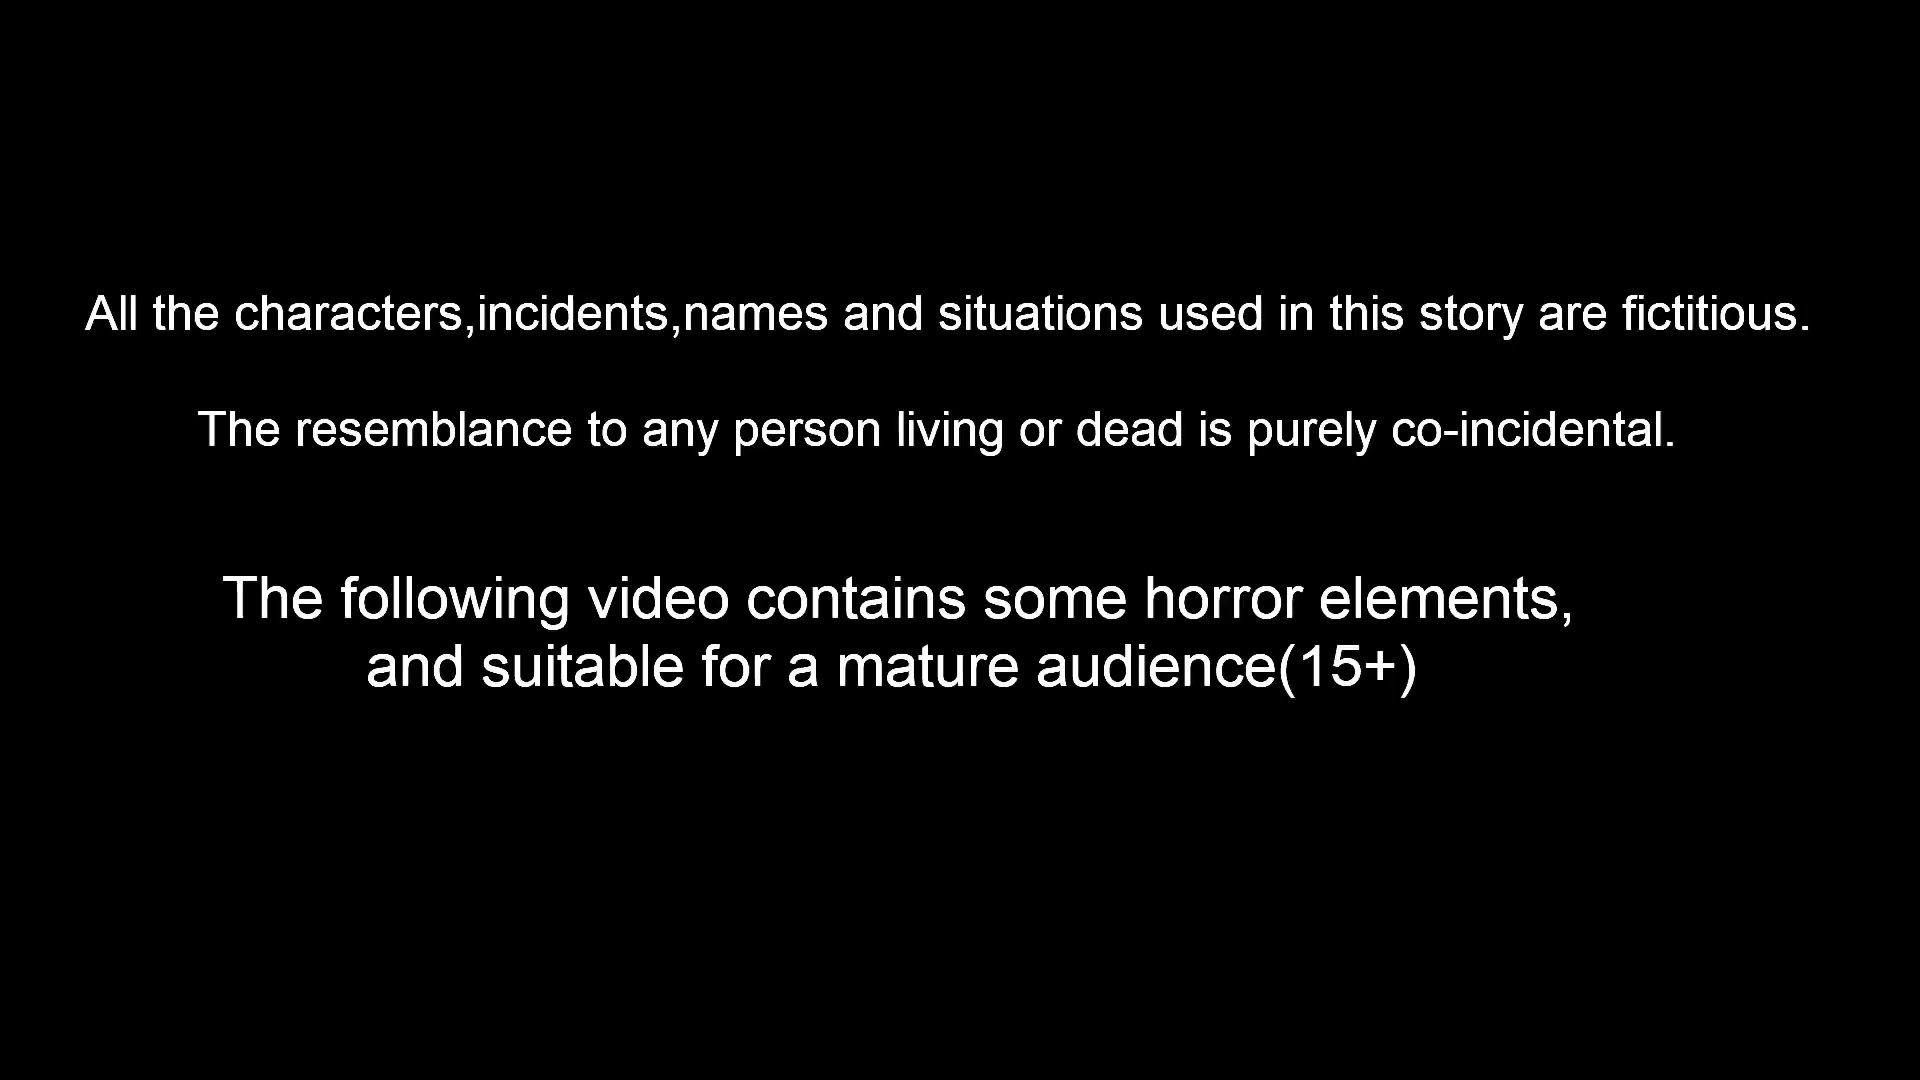 All the characters,incidents,names and situations used in this story are fictitious.
The resemblance to any person living or dead is purely co-incidental.
The following video contains some horror elements,
and suitable for a mature audience(15+)